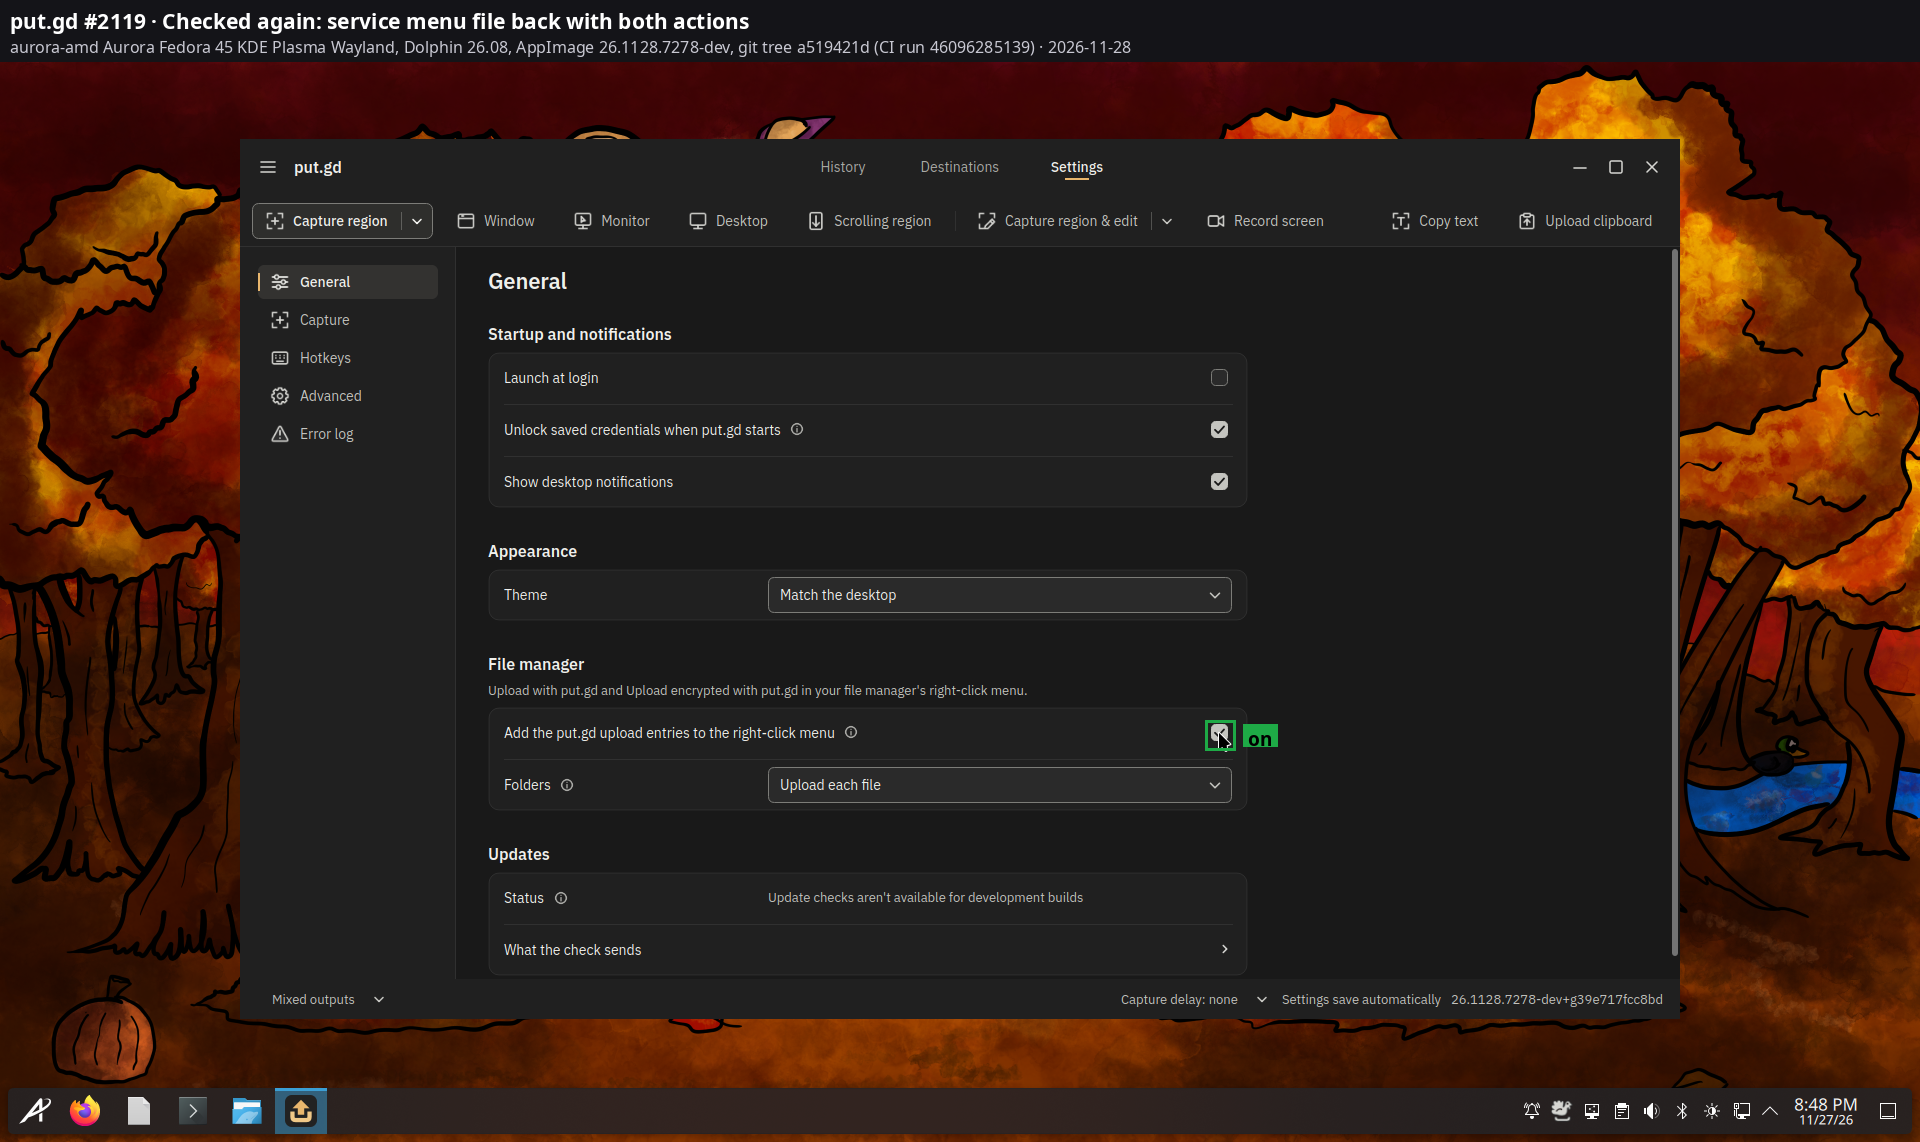 put.gd #2119 · Checked again: service menu file back with both actions
aurora-amd Aurora Fedora 45 KDE Plasma Wayland, Dolphin 26.08, AppImage 26.1128.7278-dev, git tree a519421d (CI run 46096285139) · 2026-11-28
put.gd
History
Destinations
Settings
Capture region
Window
Monitor
Desktop
Scrolling region
Capture region & edit
Record screen
Copy text
Upload clipboard
General
Capture
Hotkeys
Advanced
Error log
General
Startup and notifications
Launch at login
Unlock saved credentials when put.gd starts
Show desktop notifications
Appearance
Theme
Match the desktop
File manager
Upload with put.gd and Upload encrypted with put.gd in your file manager's right-click menu.
Add the put.gd upload entries to the right-click menu
on
Folders
Upload each file
Updates
Status
Update checks aren't available for development builds
What the check sends
Mixed outputs
Capture delay: none
Settings save automatically
26.1128.7278-dev+g39e717fcc8bd
8:48 PM
11/27/26